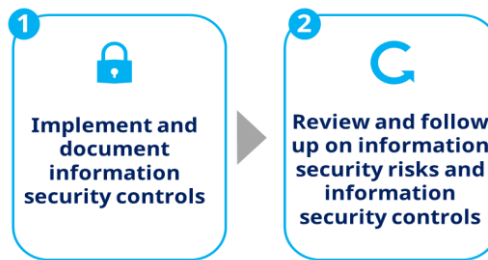 1
Implement and
document
information
security controls
2
Review and follow
up on information
security risks and
information
security controls